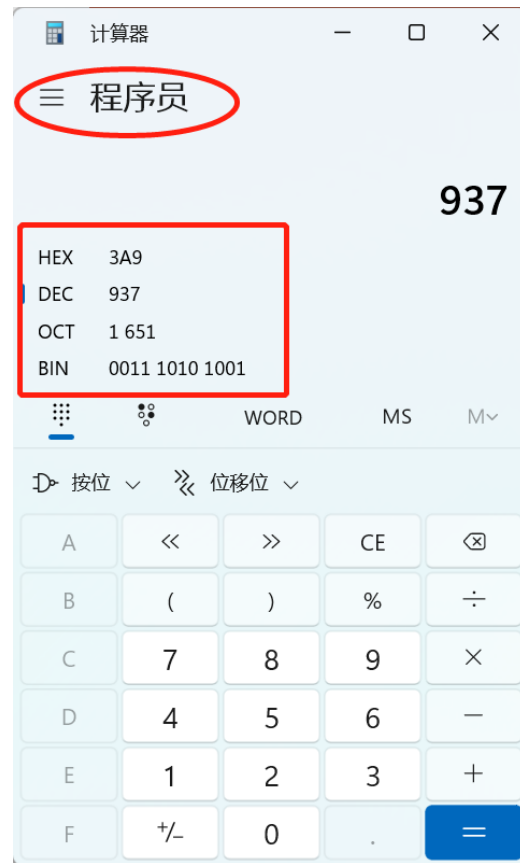 计算器
程序员
937
HEX 3A9
DEC 937
OCT 1 651
BIN 0011 1010 1001
WORD MS M
按位 位移位
A << >> CE
B ( ) % ÷
C 7 8 9 ×
D 4 5 6 −
E 1 2 3 +
F +/− 0 . =